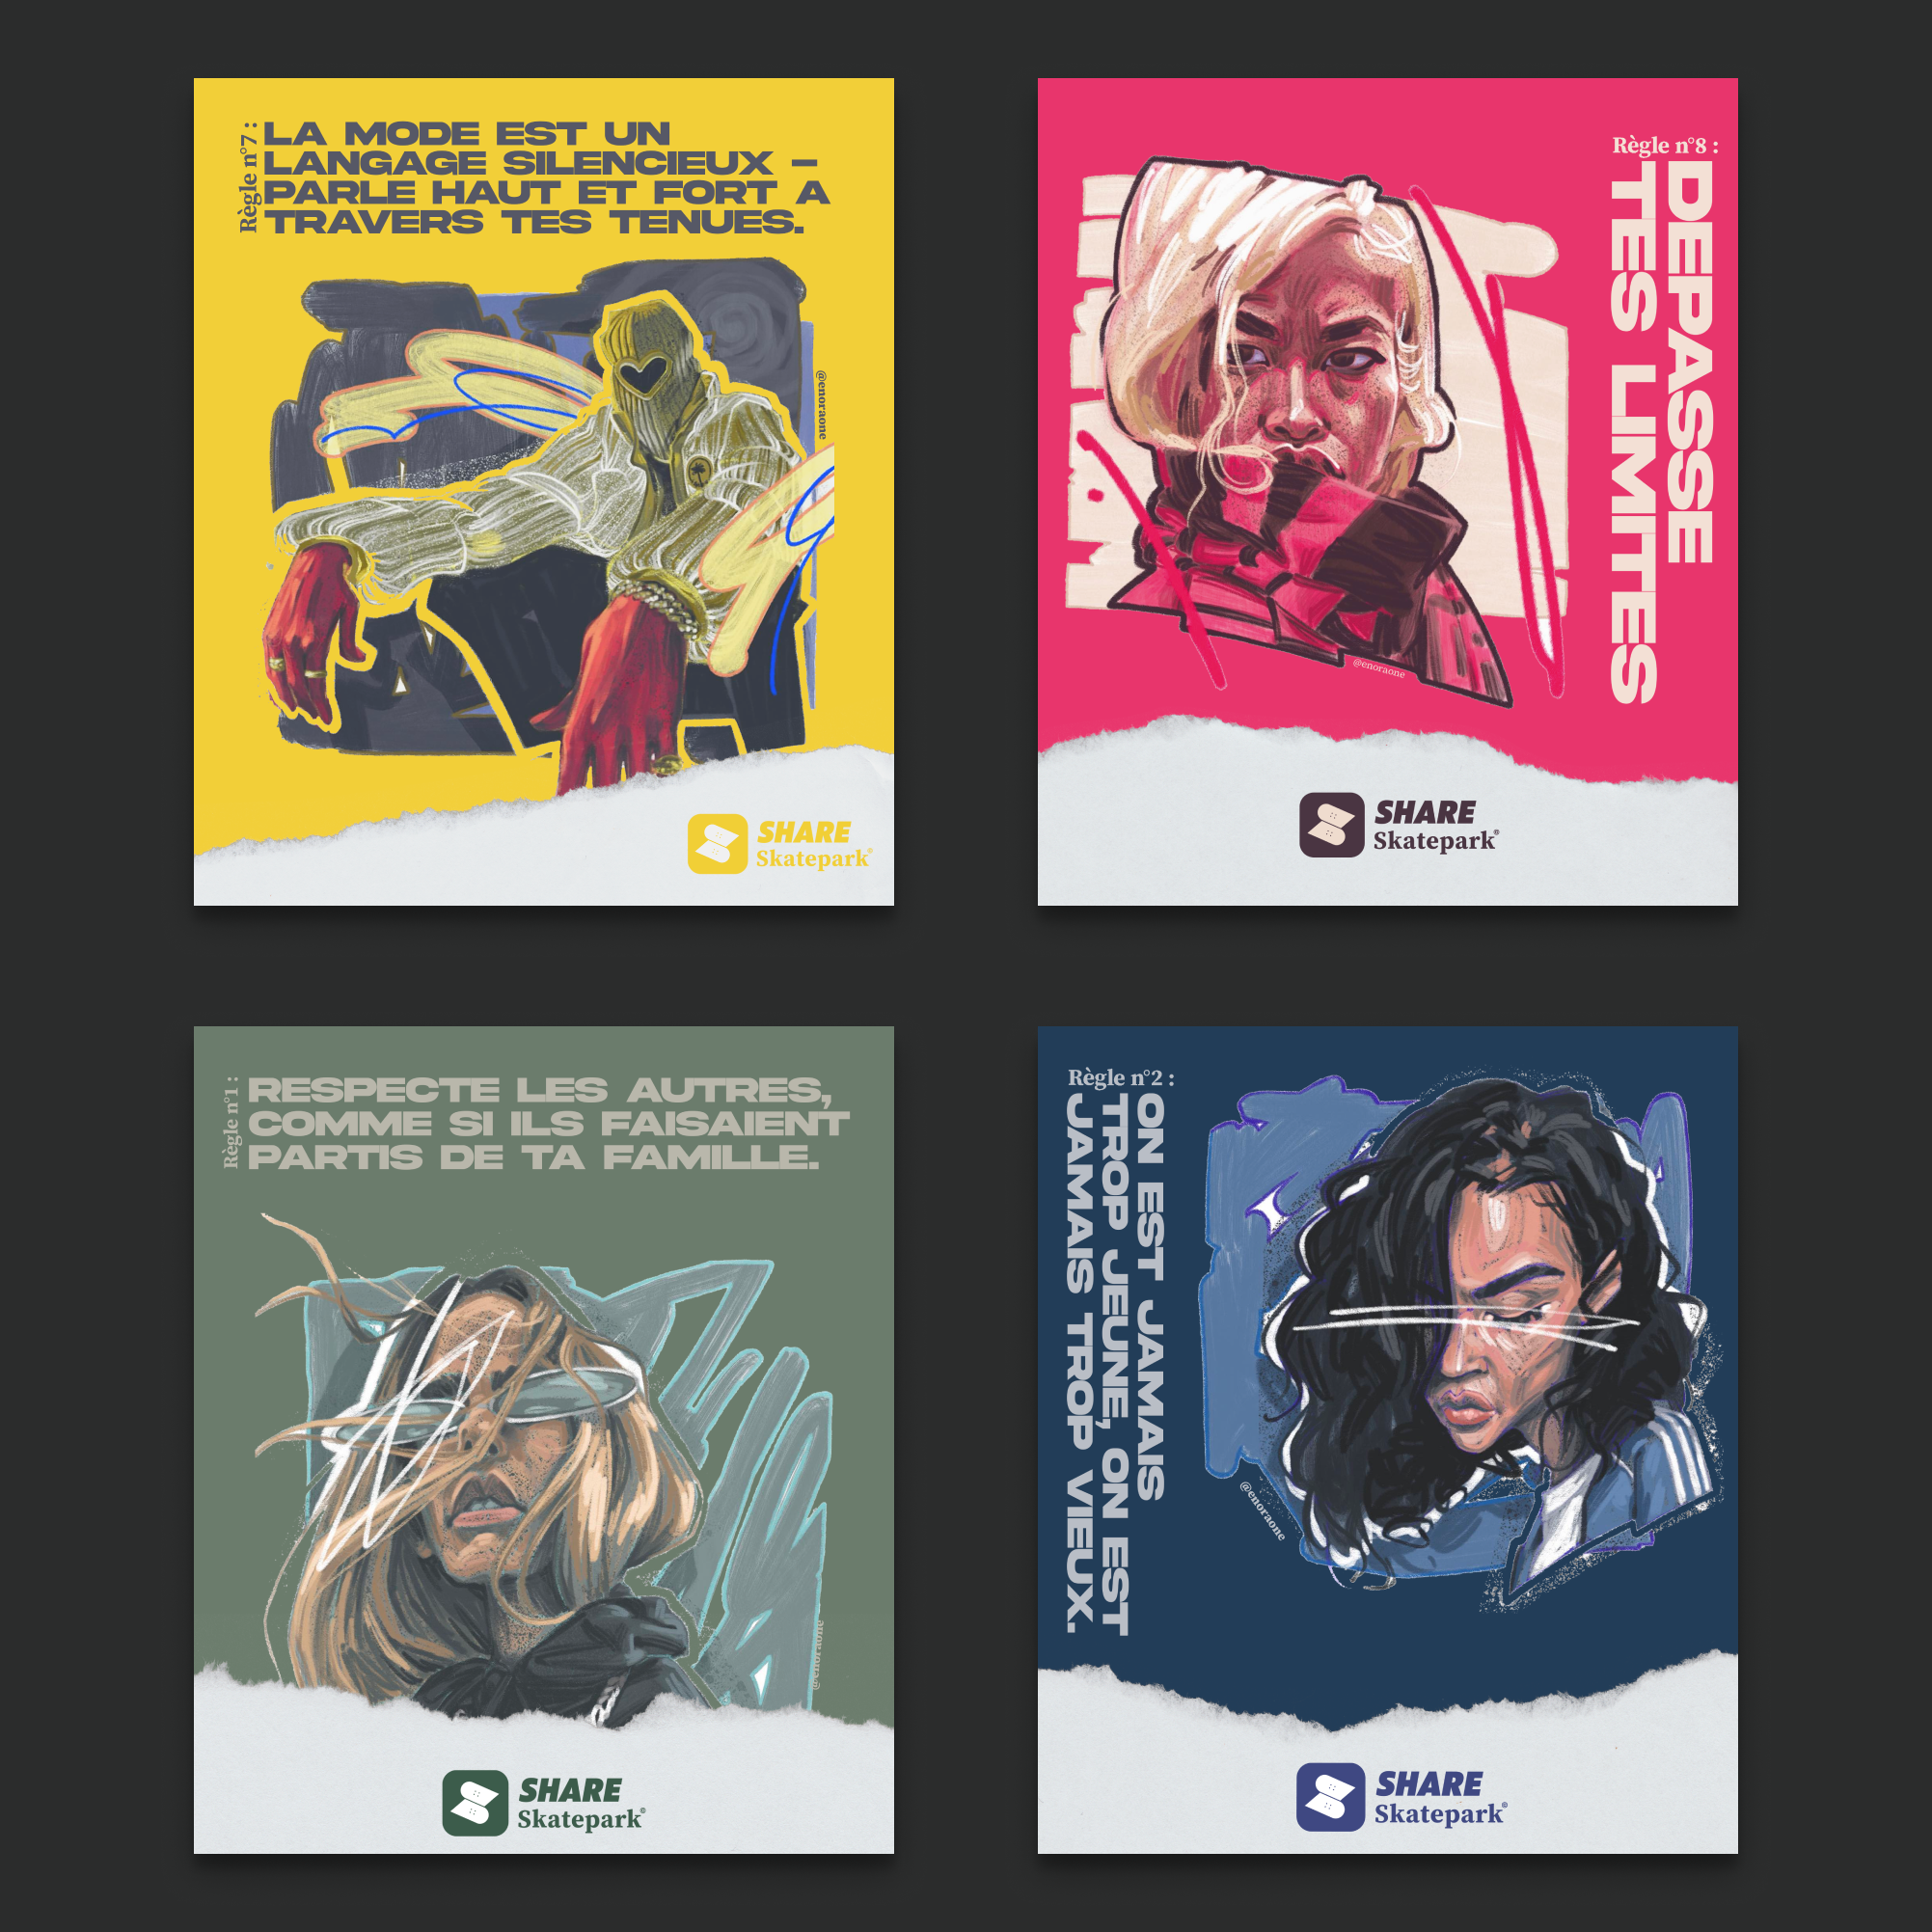 Règle n°7 :
LA MODE EST UN
LANGAGE SILENCIEUX –
PARLE HAUT ET FORT A
TRAVERS TES TENUES.
@enoraone
SHARE
Skatepark®
Règle n°8 :
DEPASSE
TES LIMITES
@enoraone
SHARE
Skatepark®
Règle n°1 :
RESPECTE LES AUTRES,
COMME SI ILS FAISAIENT
PARTIS DE TA FAMILLE.
@enoraone
SHARE
Skatepark®
Règle n°2 :
ON EST JAMAIS
TROP JEUNE, ON EST
JAMAIS TROP VIEUX.
@enoraone
SHARE
Skatepark®